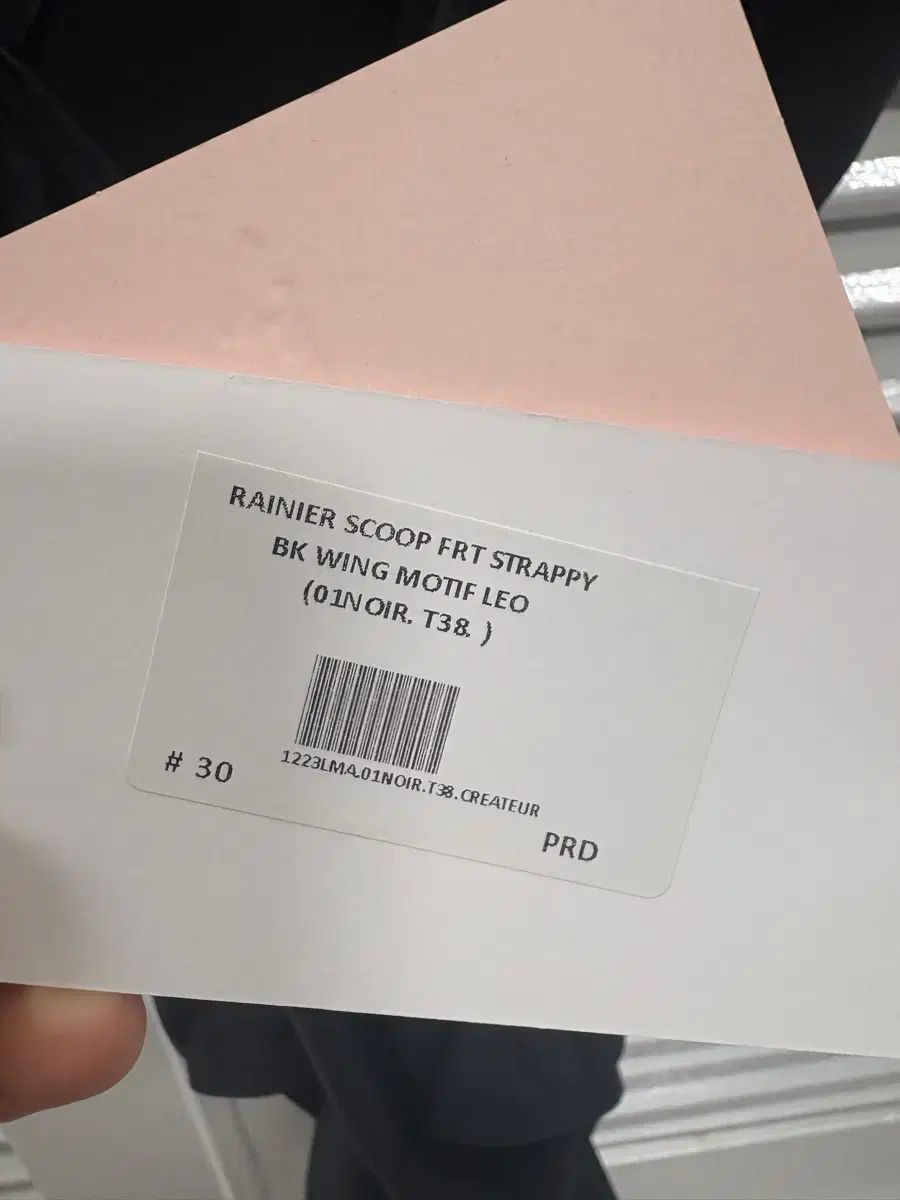 RAINIER SCOOP FRT STRAPPY
BK WING MOTIF LEO
(01NOIR. T38. )
1223LMA.01NOIR.T38.CREATEUR
# 30
PRD